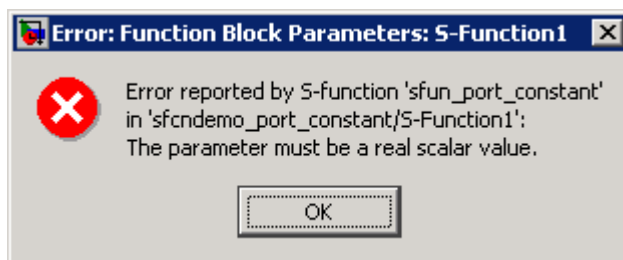 Error: Function Block Parameters: S-Function1
Error reported by S-function 'sfun_port_constant'
in 'sfcndemo_port_constant/S-Function1':
The parameter must be a real scalar value.
OK